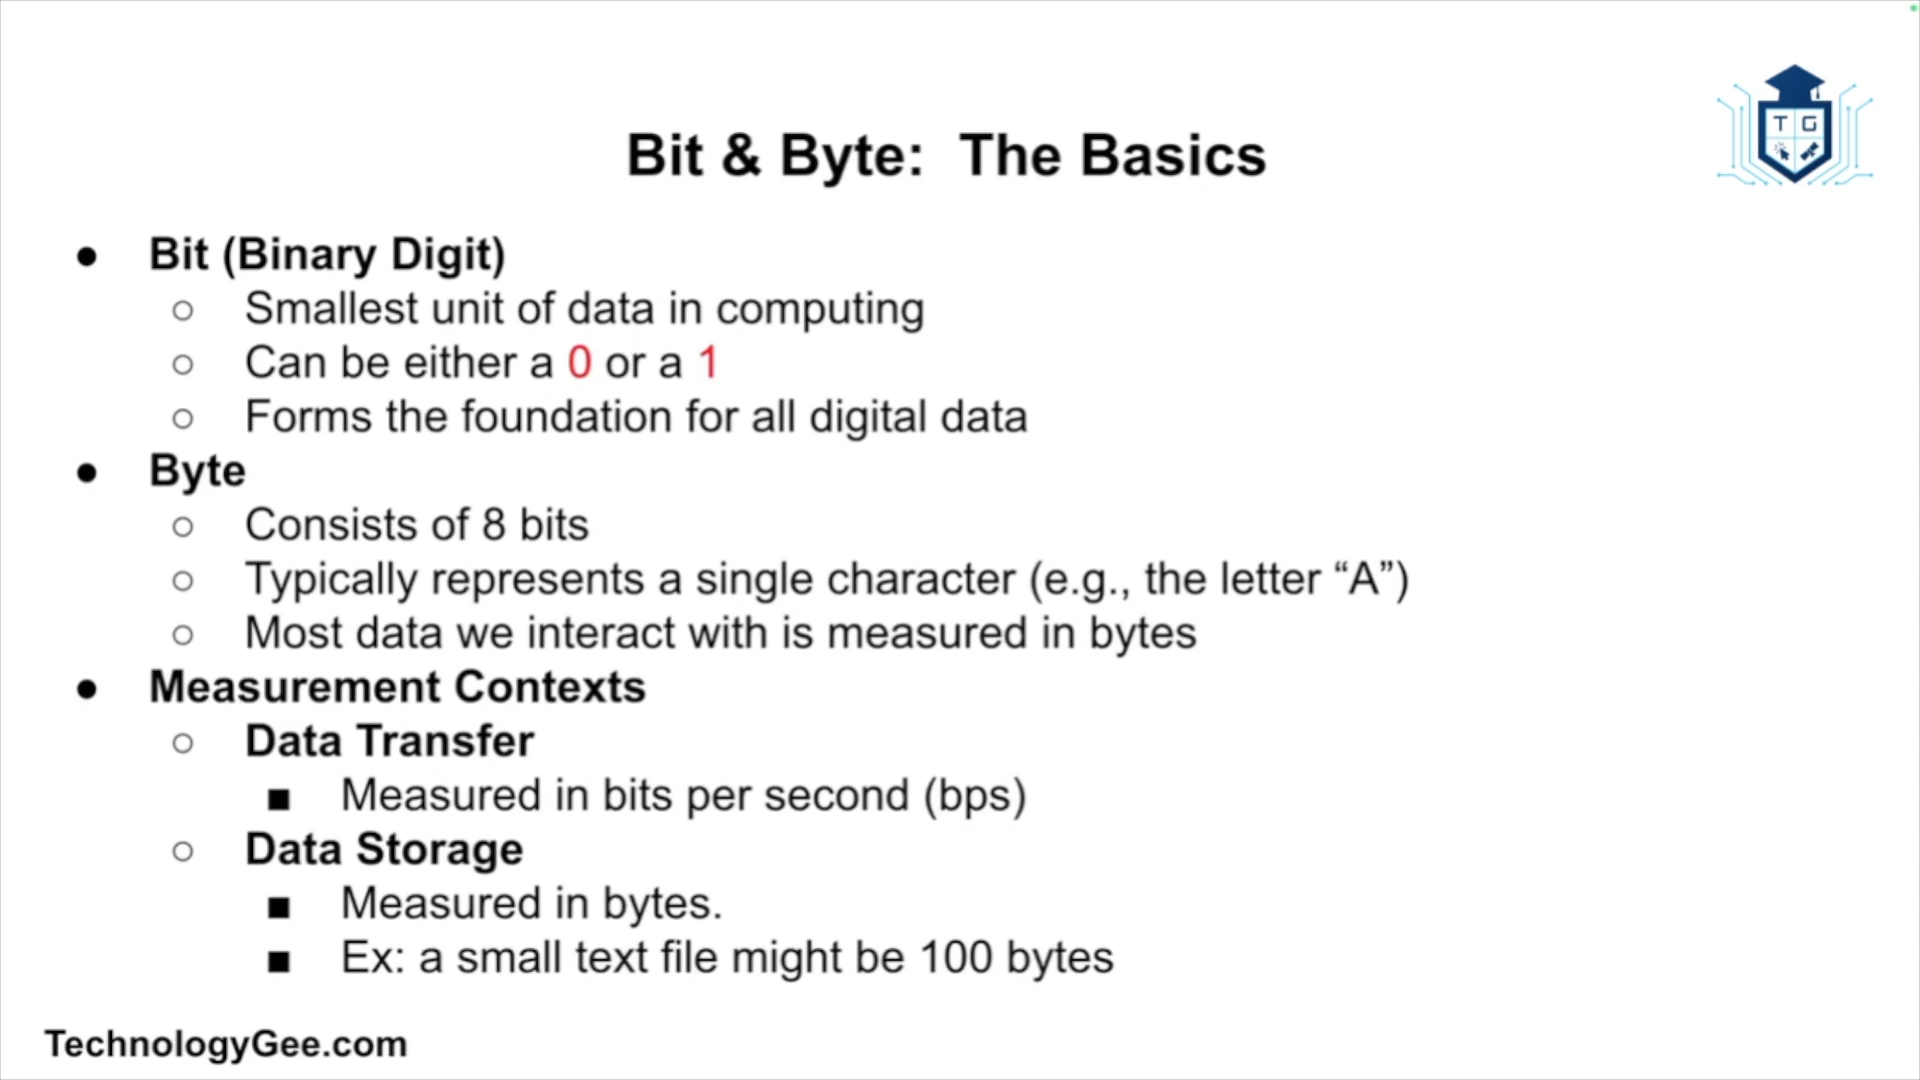 T G
Bit & Byte: The Basics
● Bit (Binary Digit)
○ Smallest unit of data in computing
○ Can be either a 0 or a 1
○ Forms the foundation for all digital data
● Byte
○ Consists of 8 bits
○ Typically represents a single character (e.g., the letter “A”)
○ Most data we interact with is measured in bytes
● Measurement Contexts
○ Data Transfer
■ Measured in bits per second (bps)
○ Data Storage
■ Measured in bytes.
■ Ex: a small text file might be 100 bytes
TechnologyGee.com